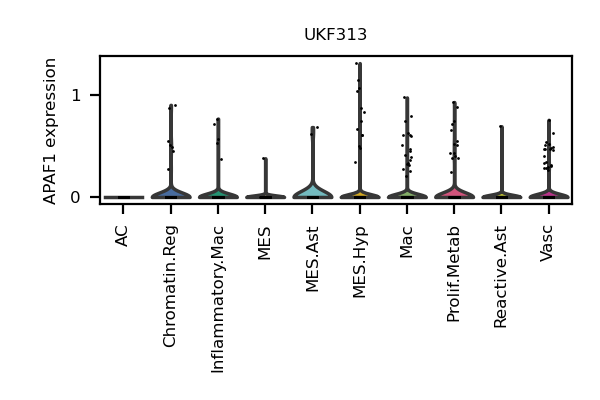 UKF313
APAF1 expression
1
0
AC
Chromatin.Reg
Inflammatory.Mac
MES
MES.Ast
MES.Hyp
Mac
Prolif.Metab
Reactive.Ast
Vasc